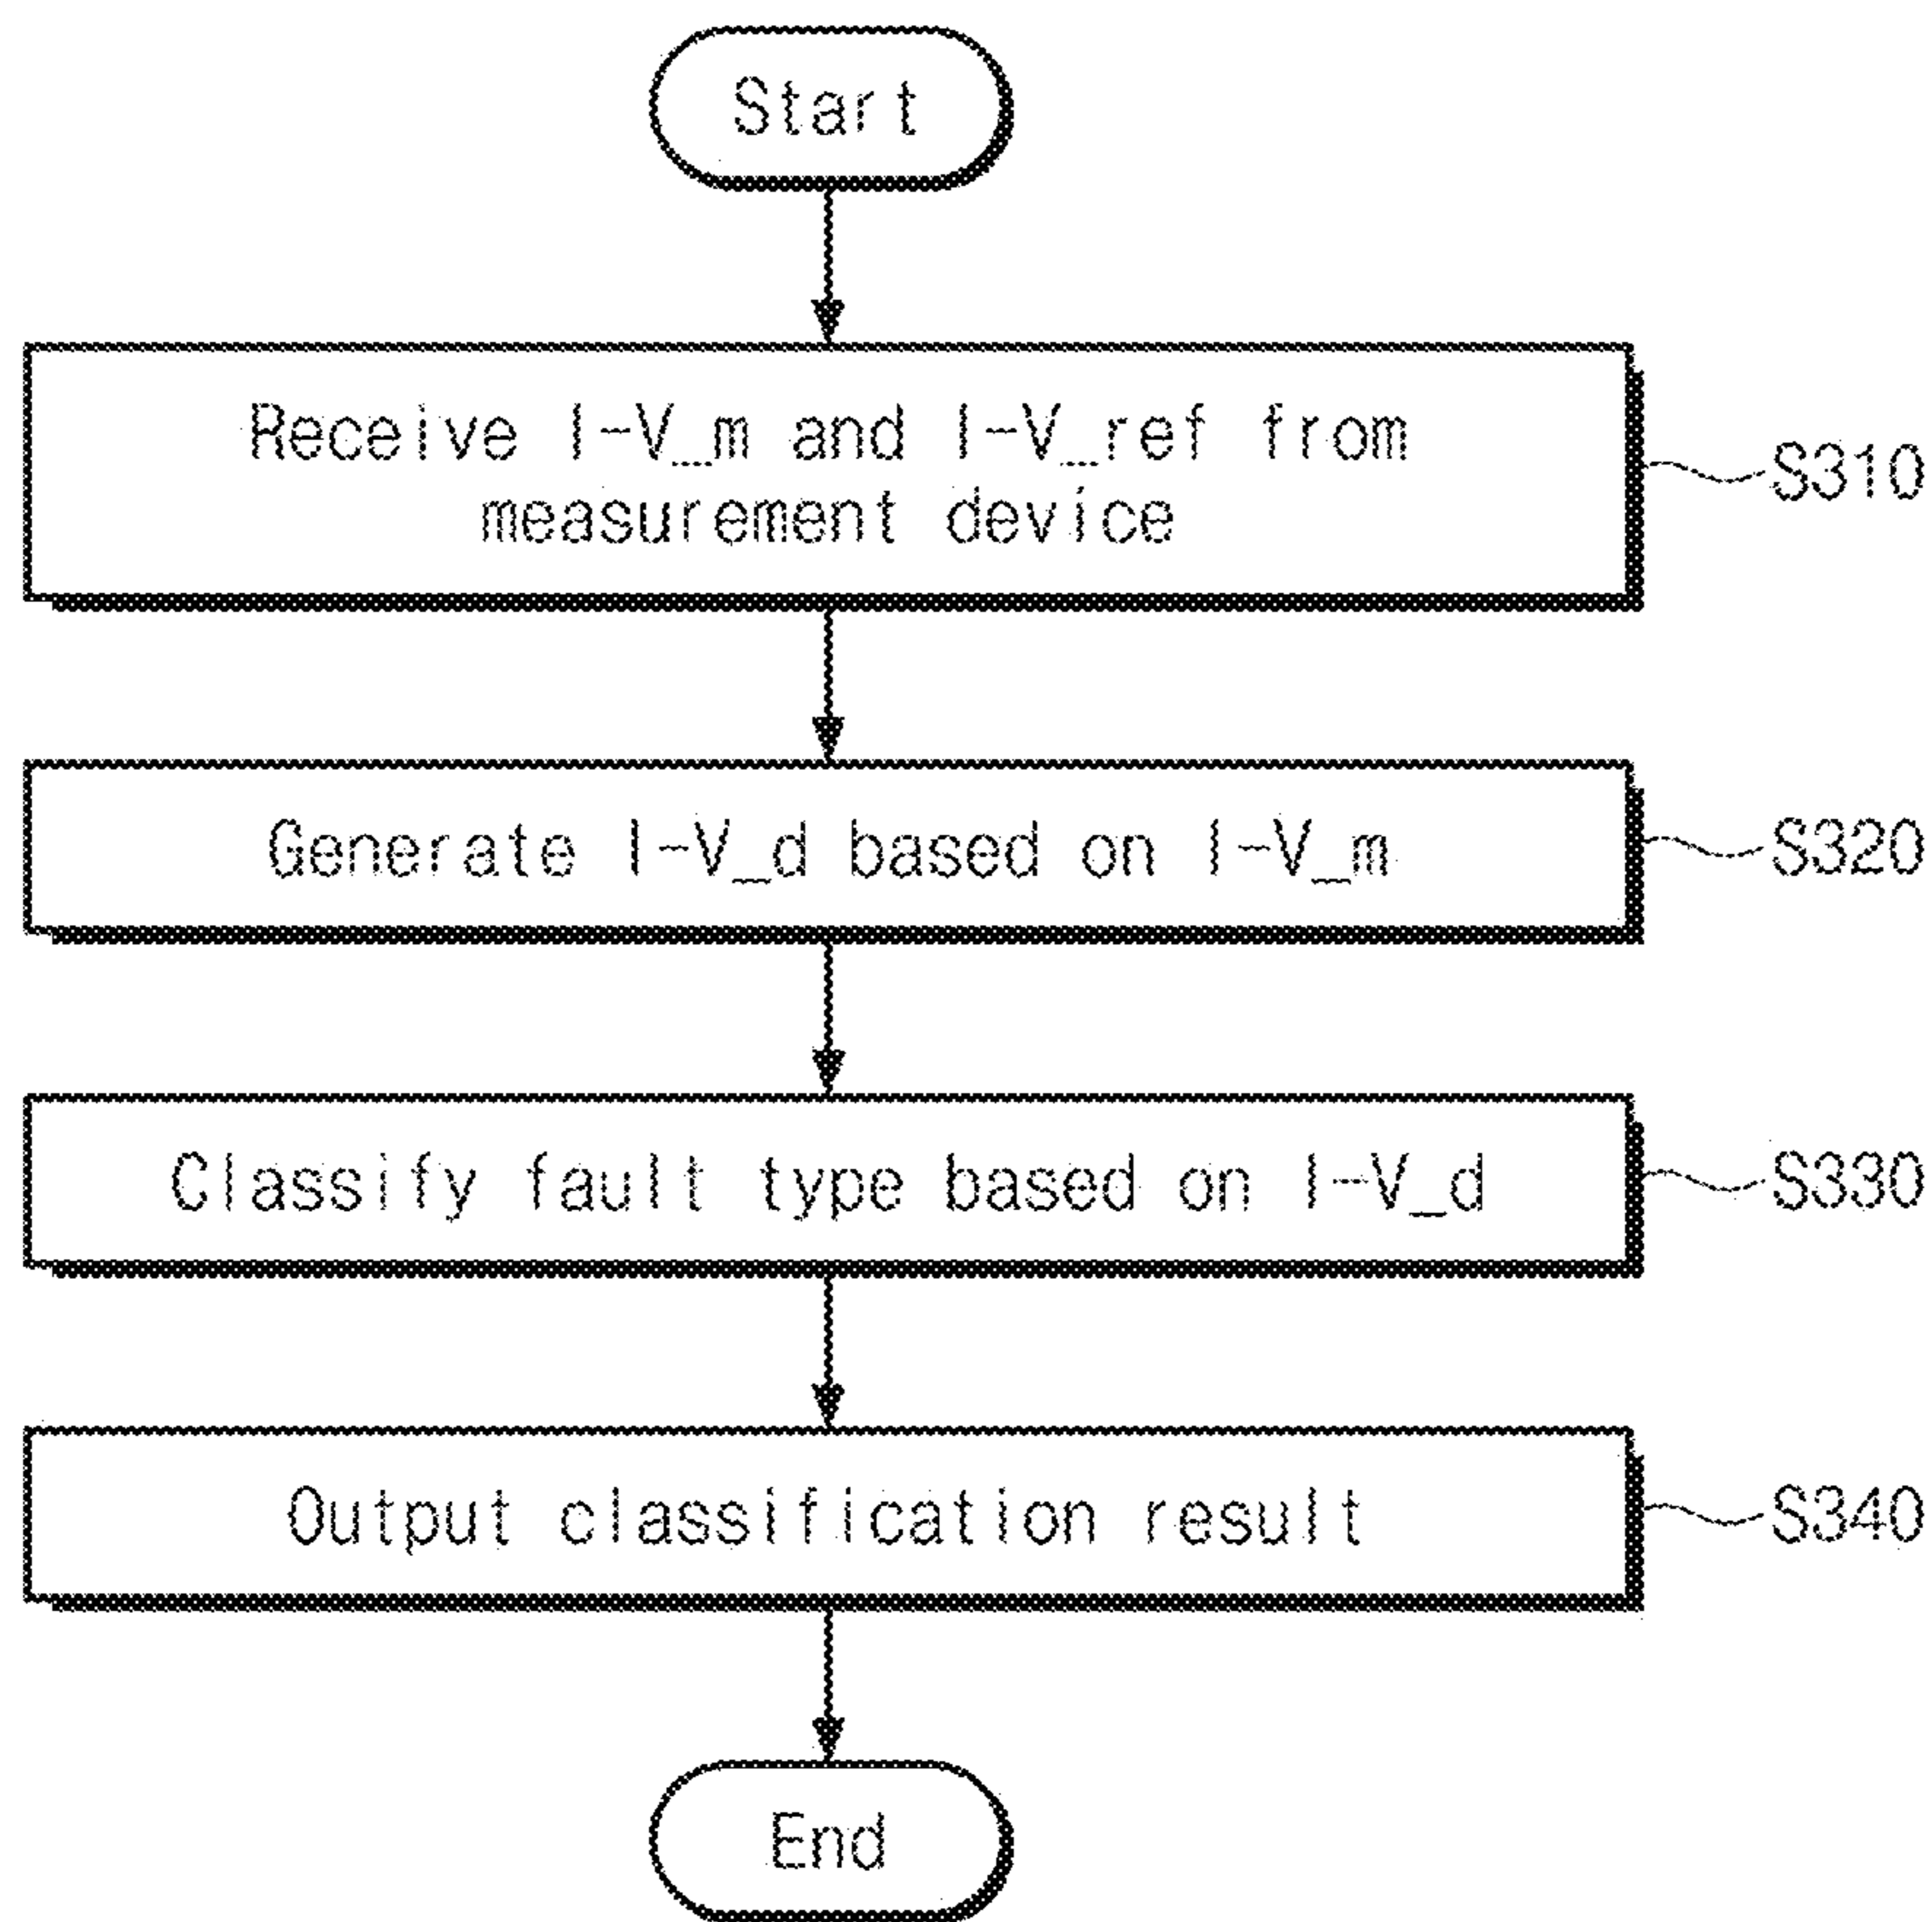 Start
Receive I-V_m and I-V_ref from
measurement device
S310
Generate I-V_d based on I-V_m
S320
Classify fault type based on I-V_d
S330
Output classification result
S340
End